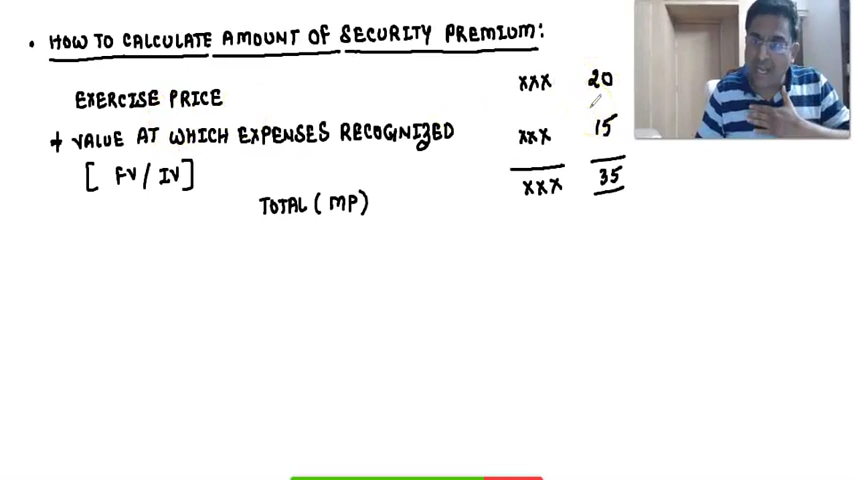 • HOW TO CALCULATE AMOUNT OF SECURITY PREMIUM:
EXERCISE PRICE xxx 20
+ VALUE AT WHICH EXPENSES RECOGNIZED xxx 15
[ FV / IV ]
TOTAL ( MP ) xxx 35